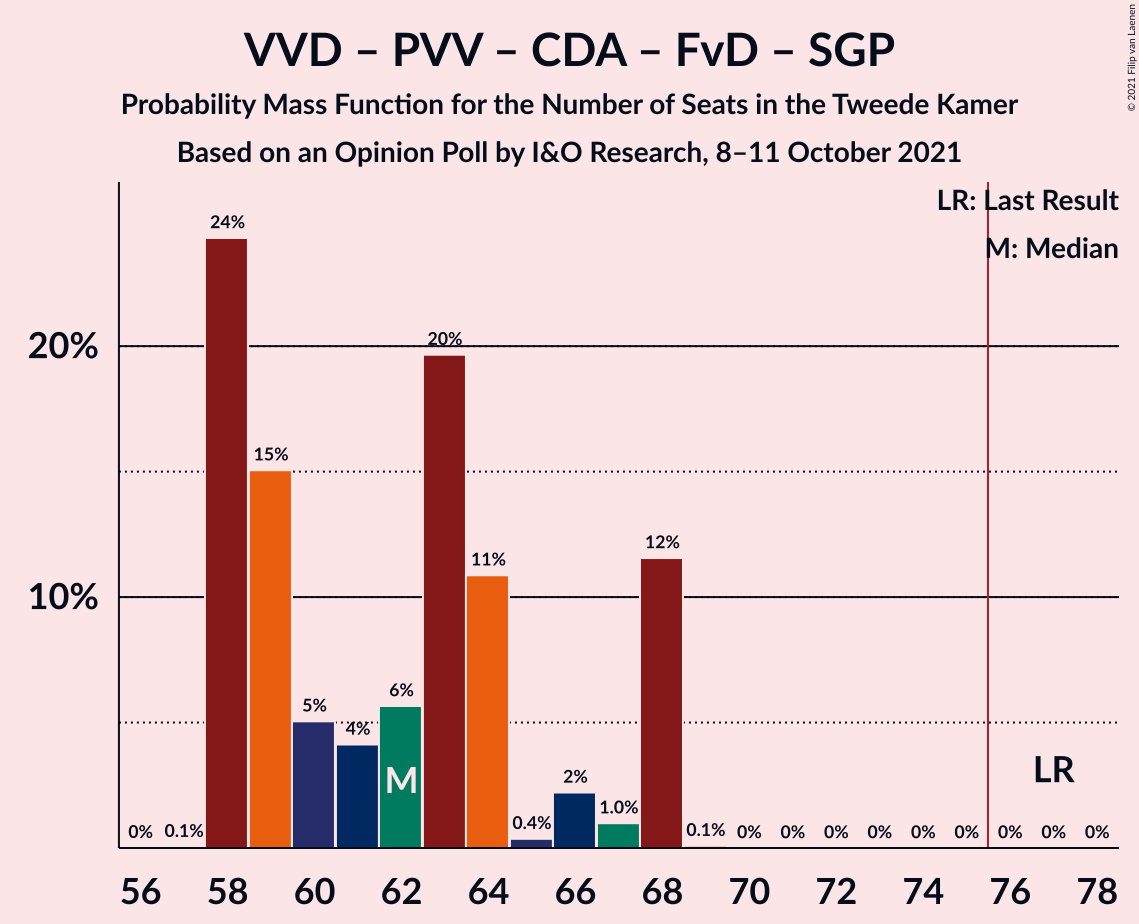 VVD – PVV – CDA – FvD – SGP
Probability Mass Function for the Number of Seats in the Tweede Kamer
Based on an Opinion Poll by I&O Research, 8–11 October 2021
© 2021 Filip van Laenen
LR: Last Result
M: Median
20%
10%
0% 0.1% 24% 15% 5% 4% 6% 20% 11% 0.4% 2% 1.0% 12% 0.1% 0% 0% 0% 0% 0% 0% 0% 0% 0%
M
LR
56 58 60 62 64 66 68 70 72 74 76 78